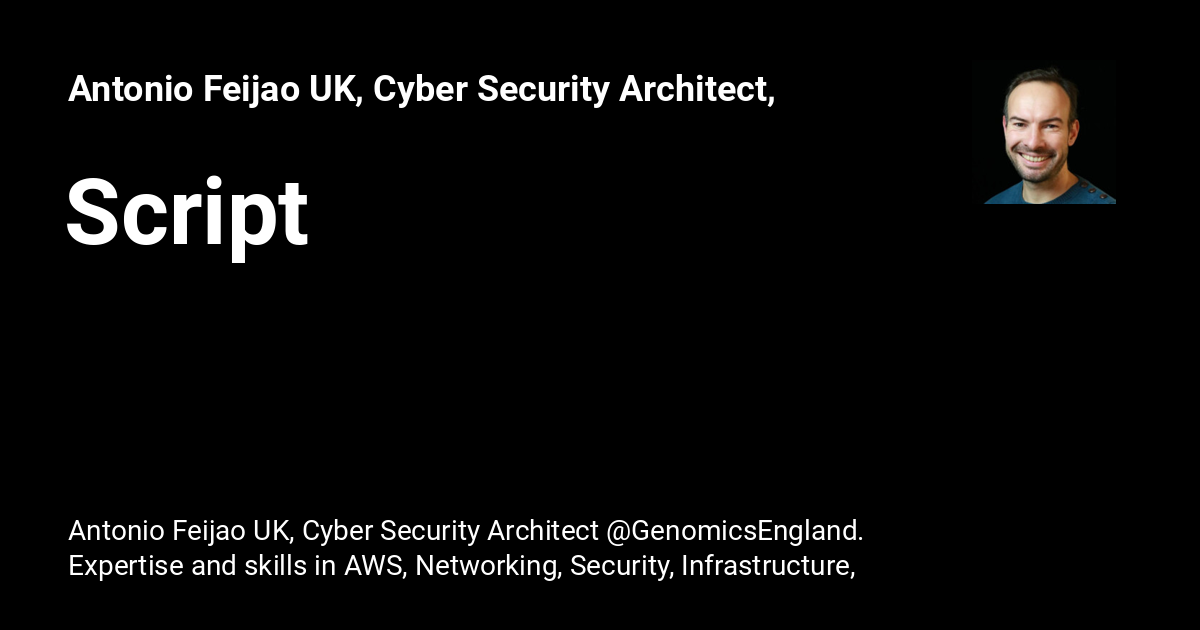 Antonio Feijao UK, Cyber Security Architect,
Script
Antonio Feijao UK, Cyber Security Architect @GenomicsEngland.
Expertise and skills in AWS, Networking, Security, Infrastructure,